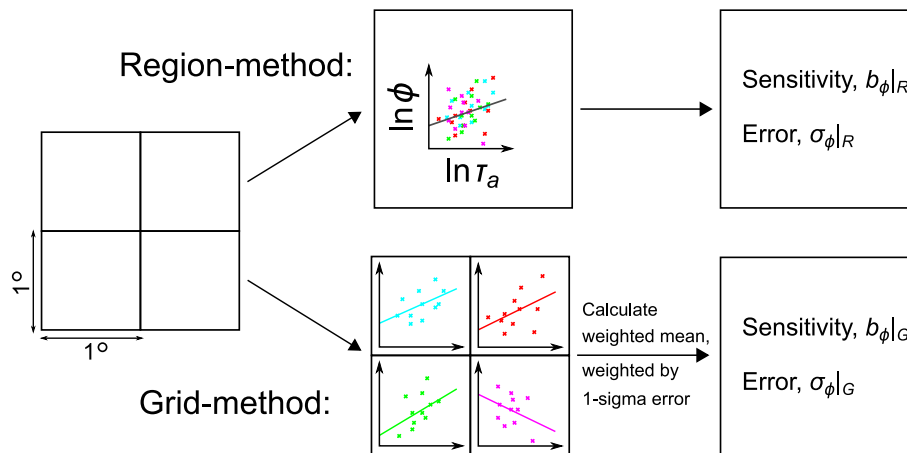 Region-method:
ln ϕ
ln τa
Sensitivity, bϕ|R
Error, σϕ|R
1°
1°
Grid-method:
Calculate
weighted mean,
weighted by
1-sigma error
Sensitivity, bϕ|G
Error, σϕ|G